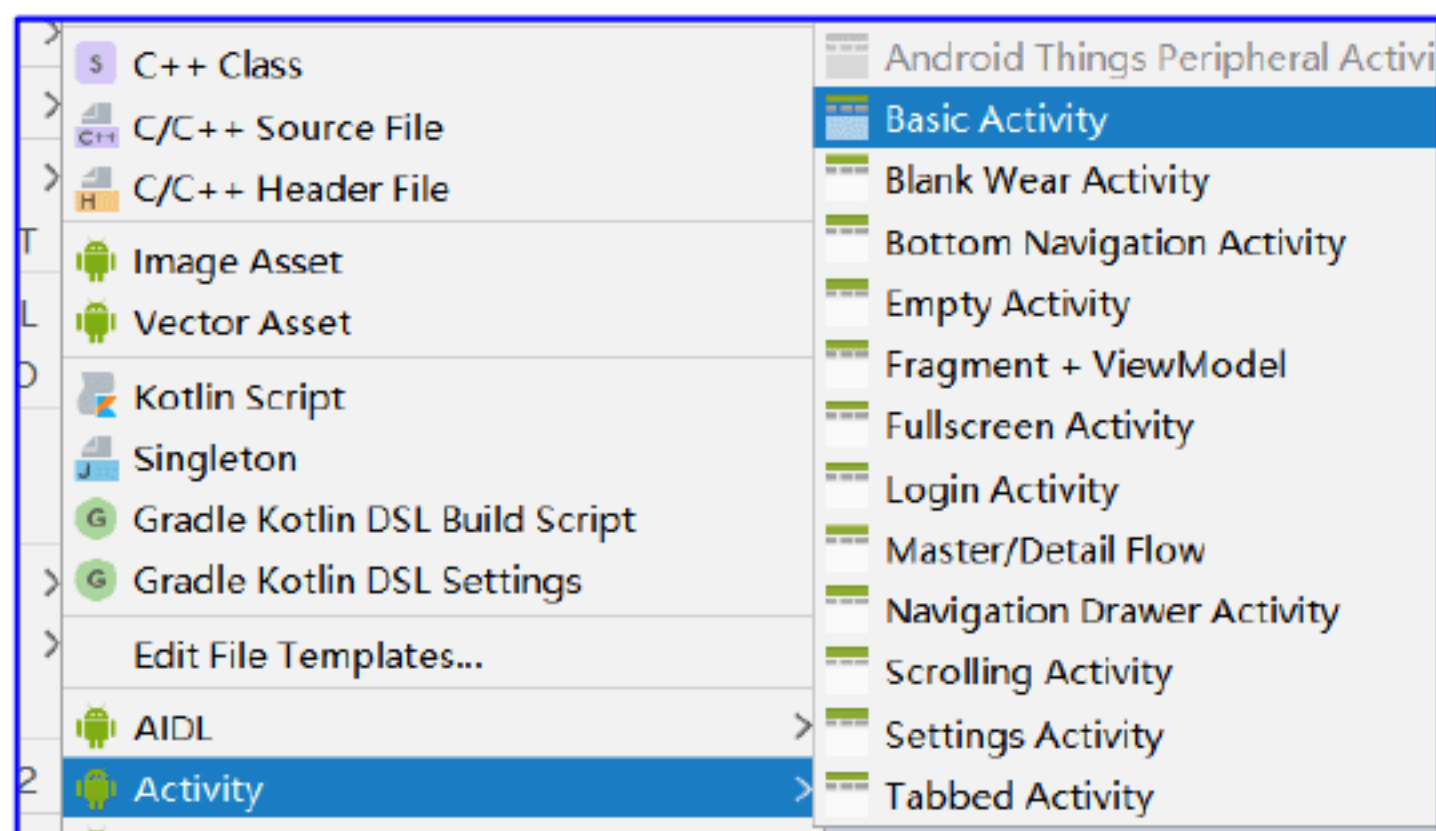 C++ Class
C/C++ Source File
C/C++ Header File
Image Asset
Vector Asset
Kotlin Script
Singleton
Gradle Kotlin DSL Build Script
Gradle Kotlin DSL Settings
Edit File Templates...
AIDL
Activity
Android Things Peripheral Activi
Basic Activity
Blank Wear Activity
Bottom Navigation Activity
Empty Activity
Fragment + ViewModel
Fullscreen Activity
Login Activity
Master/Detail Flow
Navigation Drawer Activity
Scrolling Activity
Settings Activity
Tabbed Activity